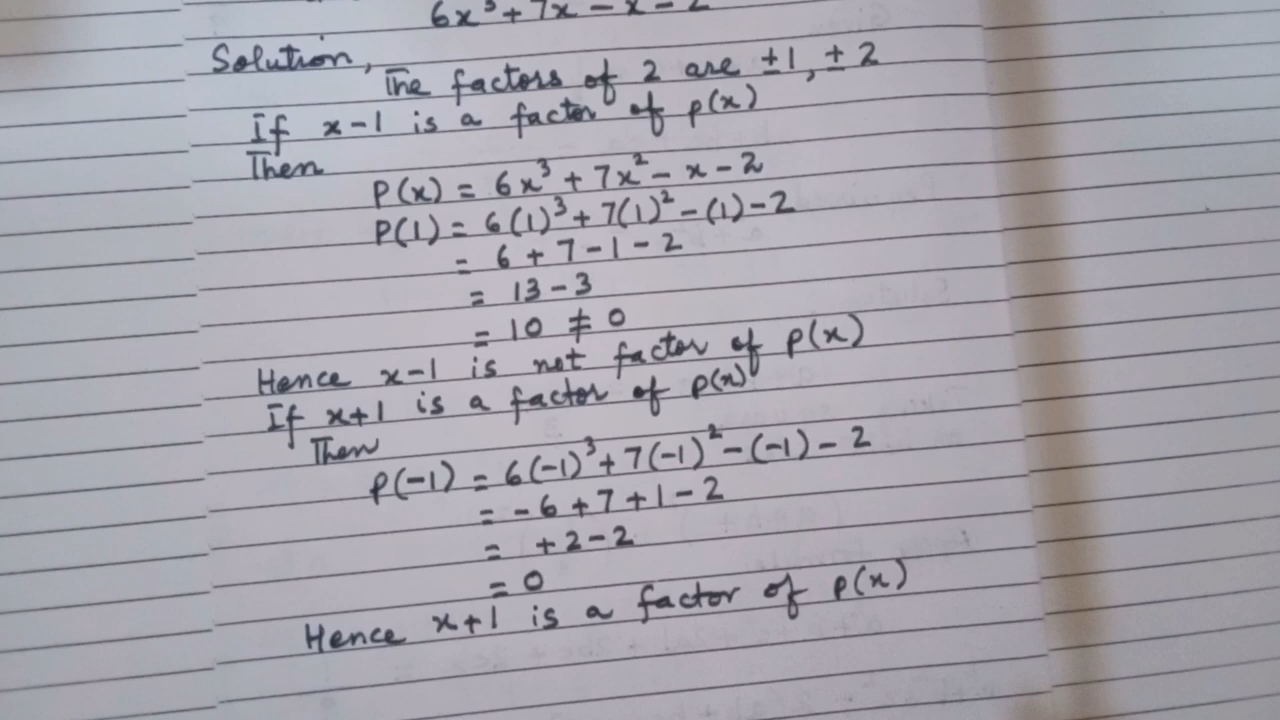 6x³ + 7x - x - 2
Solution,
The factors of 2 are ±1, ± 2
If x-1 is a factor of p(x)
Then
P(x) = 6x³ + 7x² - x - 2
P(1) = 6(1)³ + 7(1)² - (1) - 2
= 6 + 7 - 1 - 2
= 13 - 3
= 10 ≠ 0
Hence x-1 is not factor of p(x)
If x+1 is a factor of p(x)
Then
P(-1) = 6(-1)³ + 7(-1)² - (-1) - 2
= - 6 + 7 + 1 - 2
= + 2 - 2
= 0
Hence x+1 is a factor of p(x)